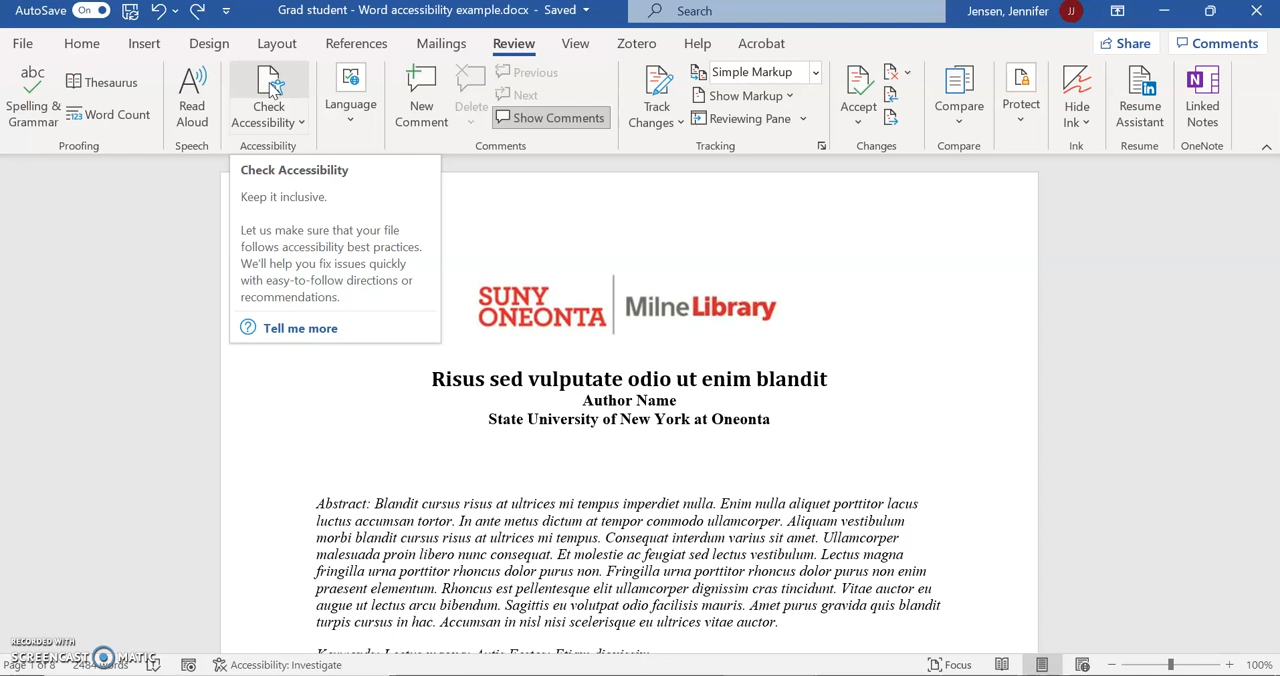 AutoSave On Grad student - Word accessibility example.docx - Saved Search Jensen, Jennifer JJ
File Home Insert Design Layout References Mailings Review View Zotero Help Acrobat Share Comments
abc Spelling & Grammar
Thesaurus
Word Count
Proofing
Read Aloud
Speech
Check Accessibility
Accessibility
Language
New Comment
Delete
Previous
Next
Show Comments
Comments
Track Changes
Simple Markup
Show Markup
Reviewing Pane
Tracking
Accept
Changes
Compare
Compare
Protect
Hide Ink
Ink
Resume Assistant
Resume
N Linked Notes
OneNote
Check Accessibility
Keep it inclusive.
Let us make sure that your file
follows accessibility best practices.
We'll help you fix issues quickly
with easy-to-follow directions or
recommendations.
? Tell me more
SUNY
ONEONTA
Milne Library
Risus sed vulputate odio ut enim blandit
Author Name
State University of New York at Oneonta
Abstract: Blandit cursus risus at ultrices mi tempus imperdiet nulla. Enim nulla aliquet porttitor lacus
luctus accumsan tortor. In ante metus dictum at tempor commodo ullamcorper. Aliquam vestibulum
morbi blandit cursus risus at ultrices mi tempus. Consequat interdum varius sit amet. Ullamcorper
malesuada proin libero nunc consequat. Et molestie ac feugiat sed lectus vestibulum. Lectus magna
fringilla urna porttitor rhoncus dolor purus non. Fringilla urna porttitor rhoncus dolor purus non enim
praesent elementum. Rhoncus est pellentesque elit ullamcorper dignissim cras tincidunt. Vitae auctor eu
augue ut lectus arcu bibendum. Sagittis eu volutpat odio facilisis mauris. Amet purus gravida quis blandit
turpis cursus in hac. Accumsan in nisl nisi scelerisque eu ultrices vitae auctor.
RECORDED WITH
SCREENCAST MATIC
Page 1 of 8 2484 words Accessibility: Investigate Focus 100%